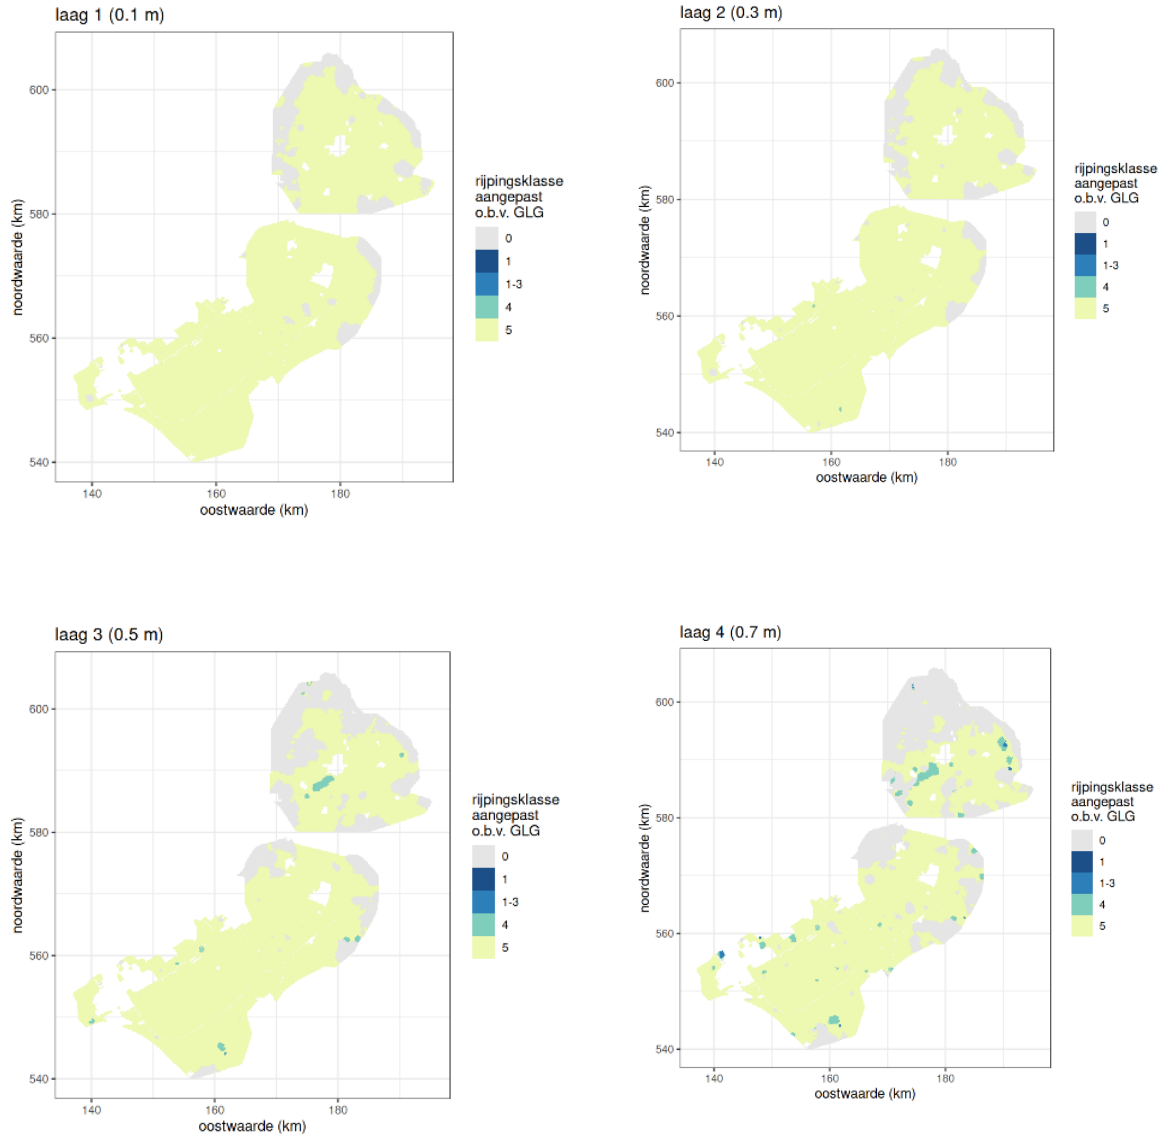 laag 1 (0.1 m)
600
580
560
540
noordwaarde (km)
140
160
180
oostwaarde (km)
rijpingsklasse
aangepast
o.b.v. GLG
0
1
1-3
4
5
laag 2 (0.3 m)
600
580
560
540
noordwaarde (km)
140
160
180
oostwaarde (km)
rijpingsklasse
aangepast
o.b.v. GLG
0
1
1-3
4
5
laag 3 (0.5 m)
600
580
560
540
noordwaarde (km)
140
160
180
oostwaarde (km)
rijpingsklasse
aangepast
o.b.v. GLG
0
1
1-3
4
5
laag 4 (0.7 m)
600
580
560
540
noordwaarde (km)
140
160
180
oostwaarde (km)
rijpingsklasse
aangepast
o.b.v. GLG
0
1
1-3
4
5